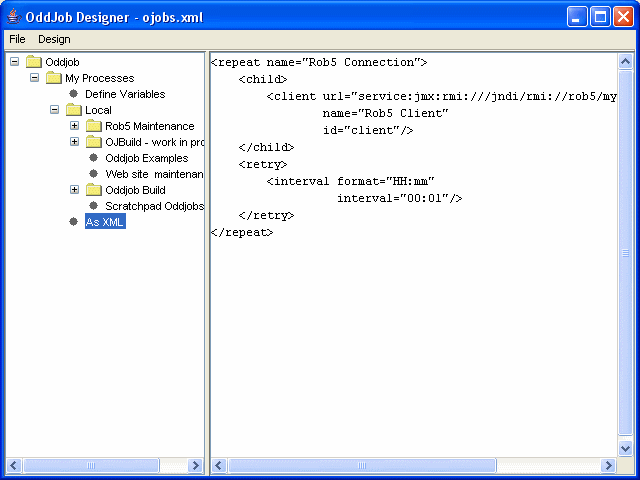 OddJob Designer - ojobs.xml
File Design
Oddjob
My Processes
Define Variables
Local
Rob5 Maintenance
OJBuild - work in pro
Oddjob Examples
Web site maintenan
Oddjob Build
Scratchpad Oddjobs
As XML
<repeat name="Rob5 Connection">
    <child>
        <client url="service:jmx:rmi:///jndi/rmi://rob5/my
                name="Rob5 Client"
                id="client"/>
    </child>
    <retry>
        <interval format="HH:mm"
                  interval="00:01"/>
    </retry>
</repeat>